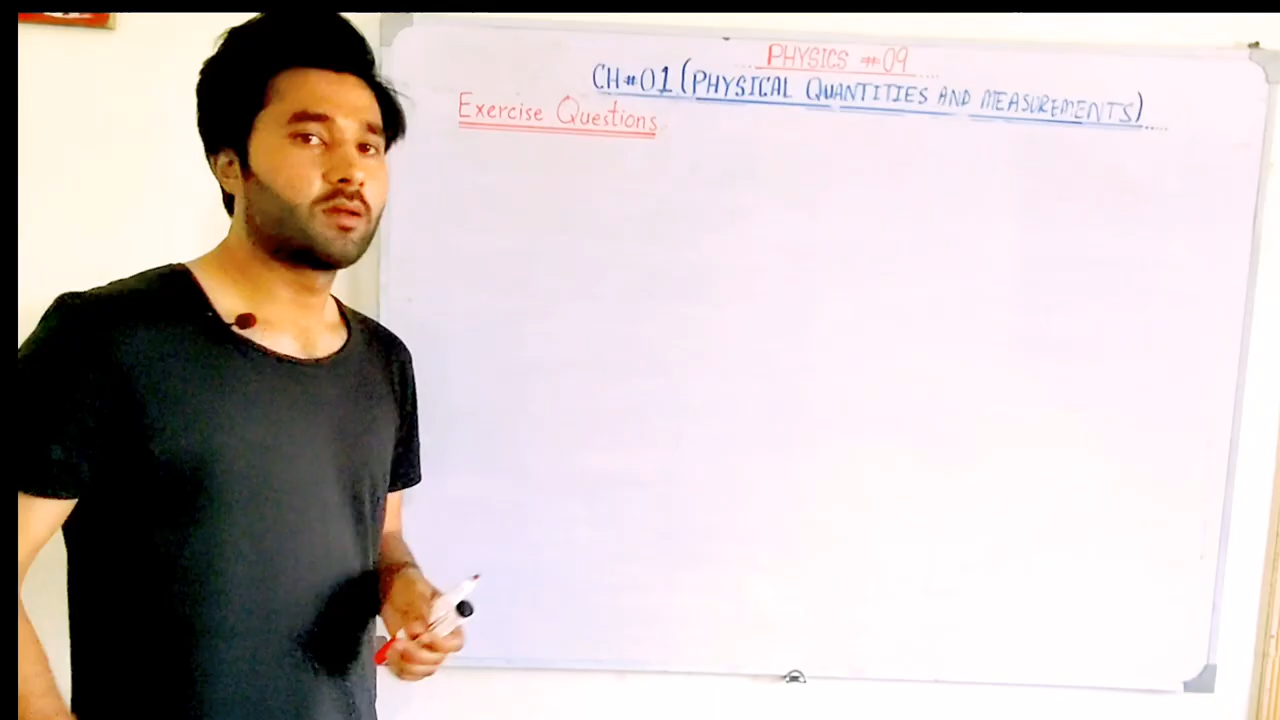 PHYSICS #09
CH#01 (PHYSICAL QUANTITIES AND MEASUREMENTS)
Exercise Questions